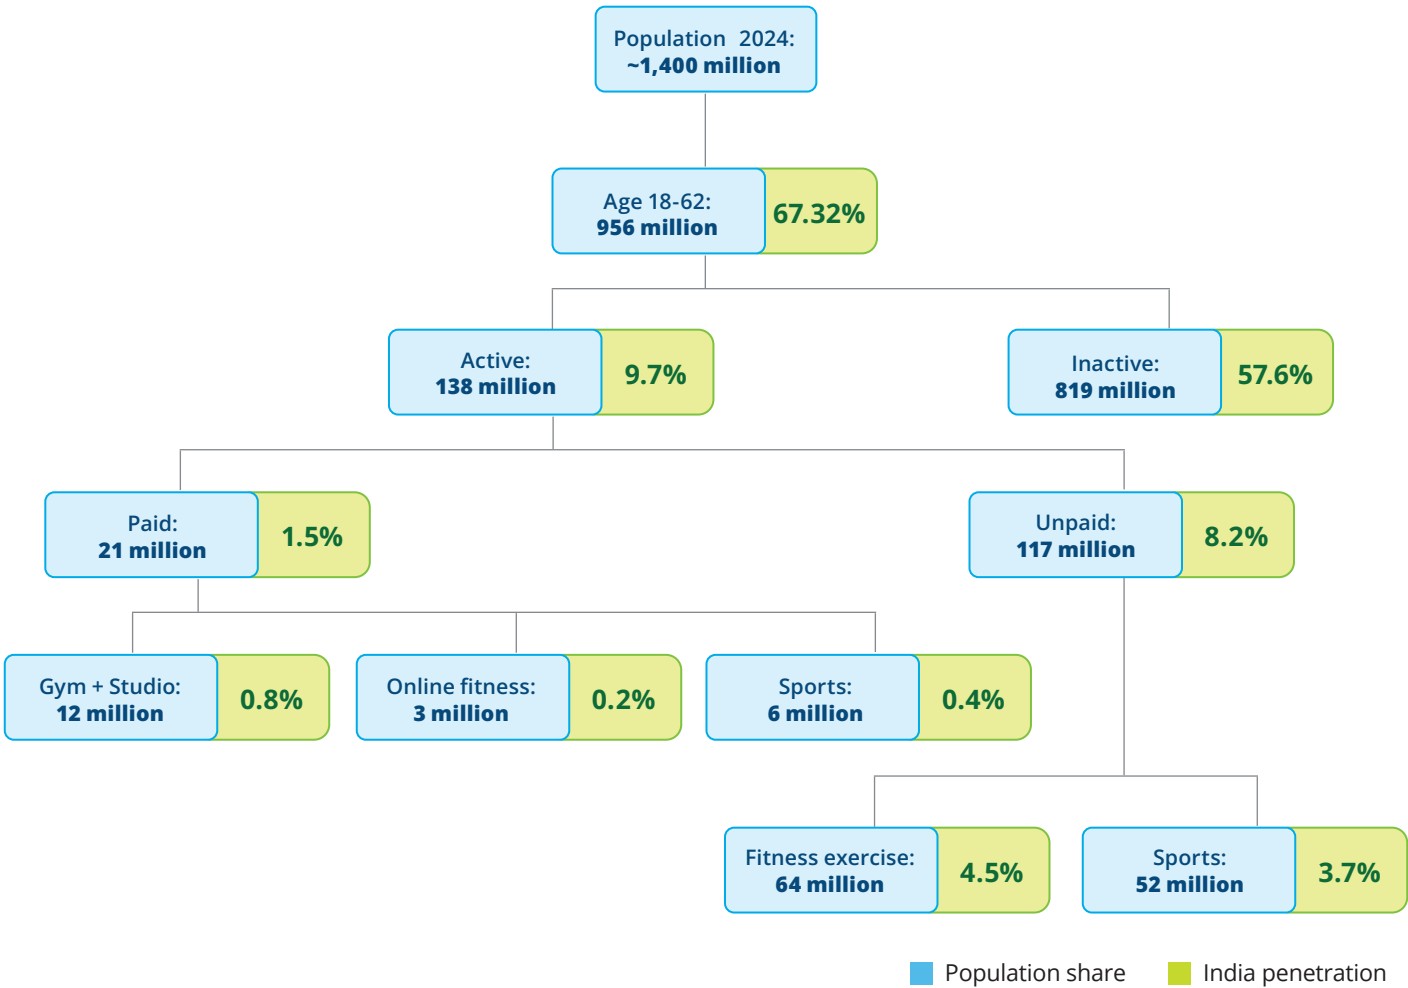 Population 2024:
~1,400 million
Age 18-62:
956 million
67.32%
Active:
138 million
9.7%
Inactive:
819 million
57.6%
Paid:
21 million
1.5%
Unpaid:
117 million
8.2%
Gym + Studio:
12 million
0.8%
Online fitness:
3 million
0.2%
Sports:
6 million
0.4%
Fitness exercise:
64 million
4.5%
Sports:
52 million
3.7%
Population share
India penetration